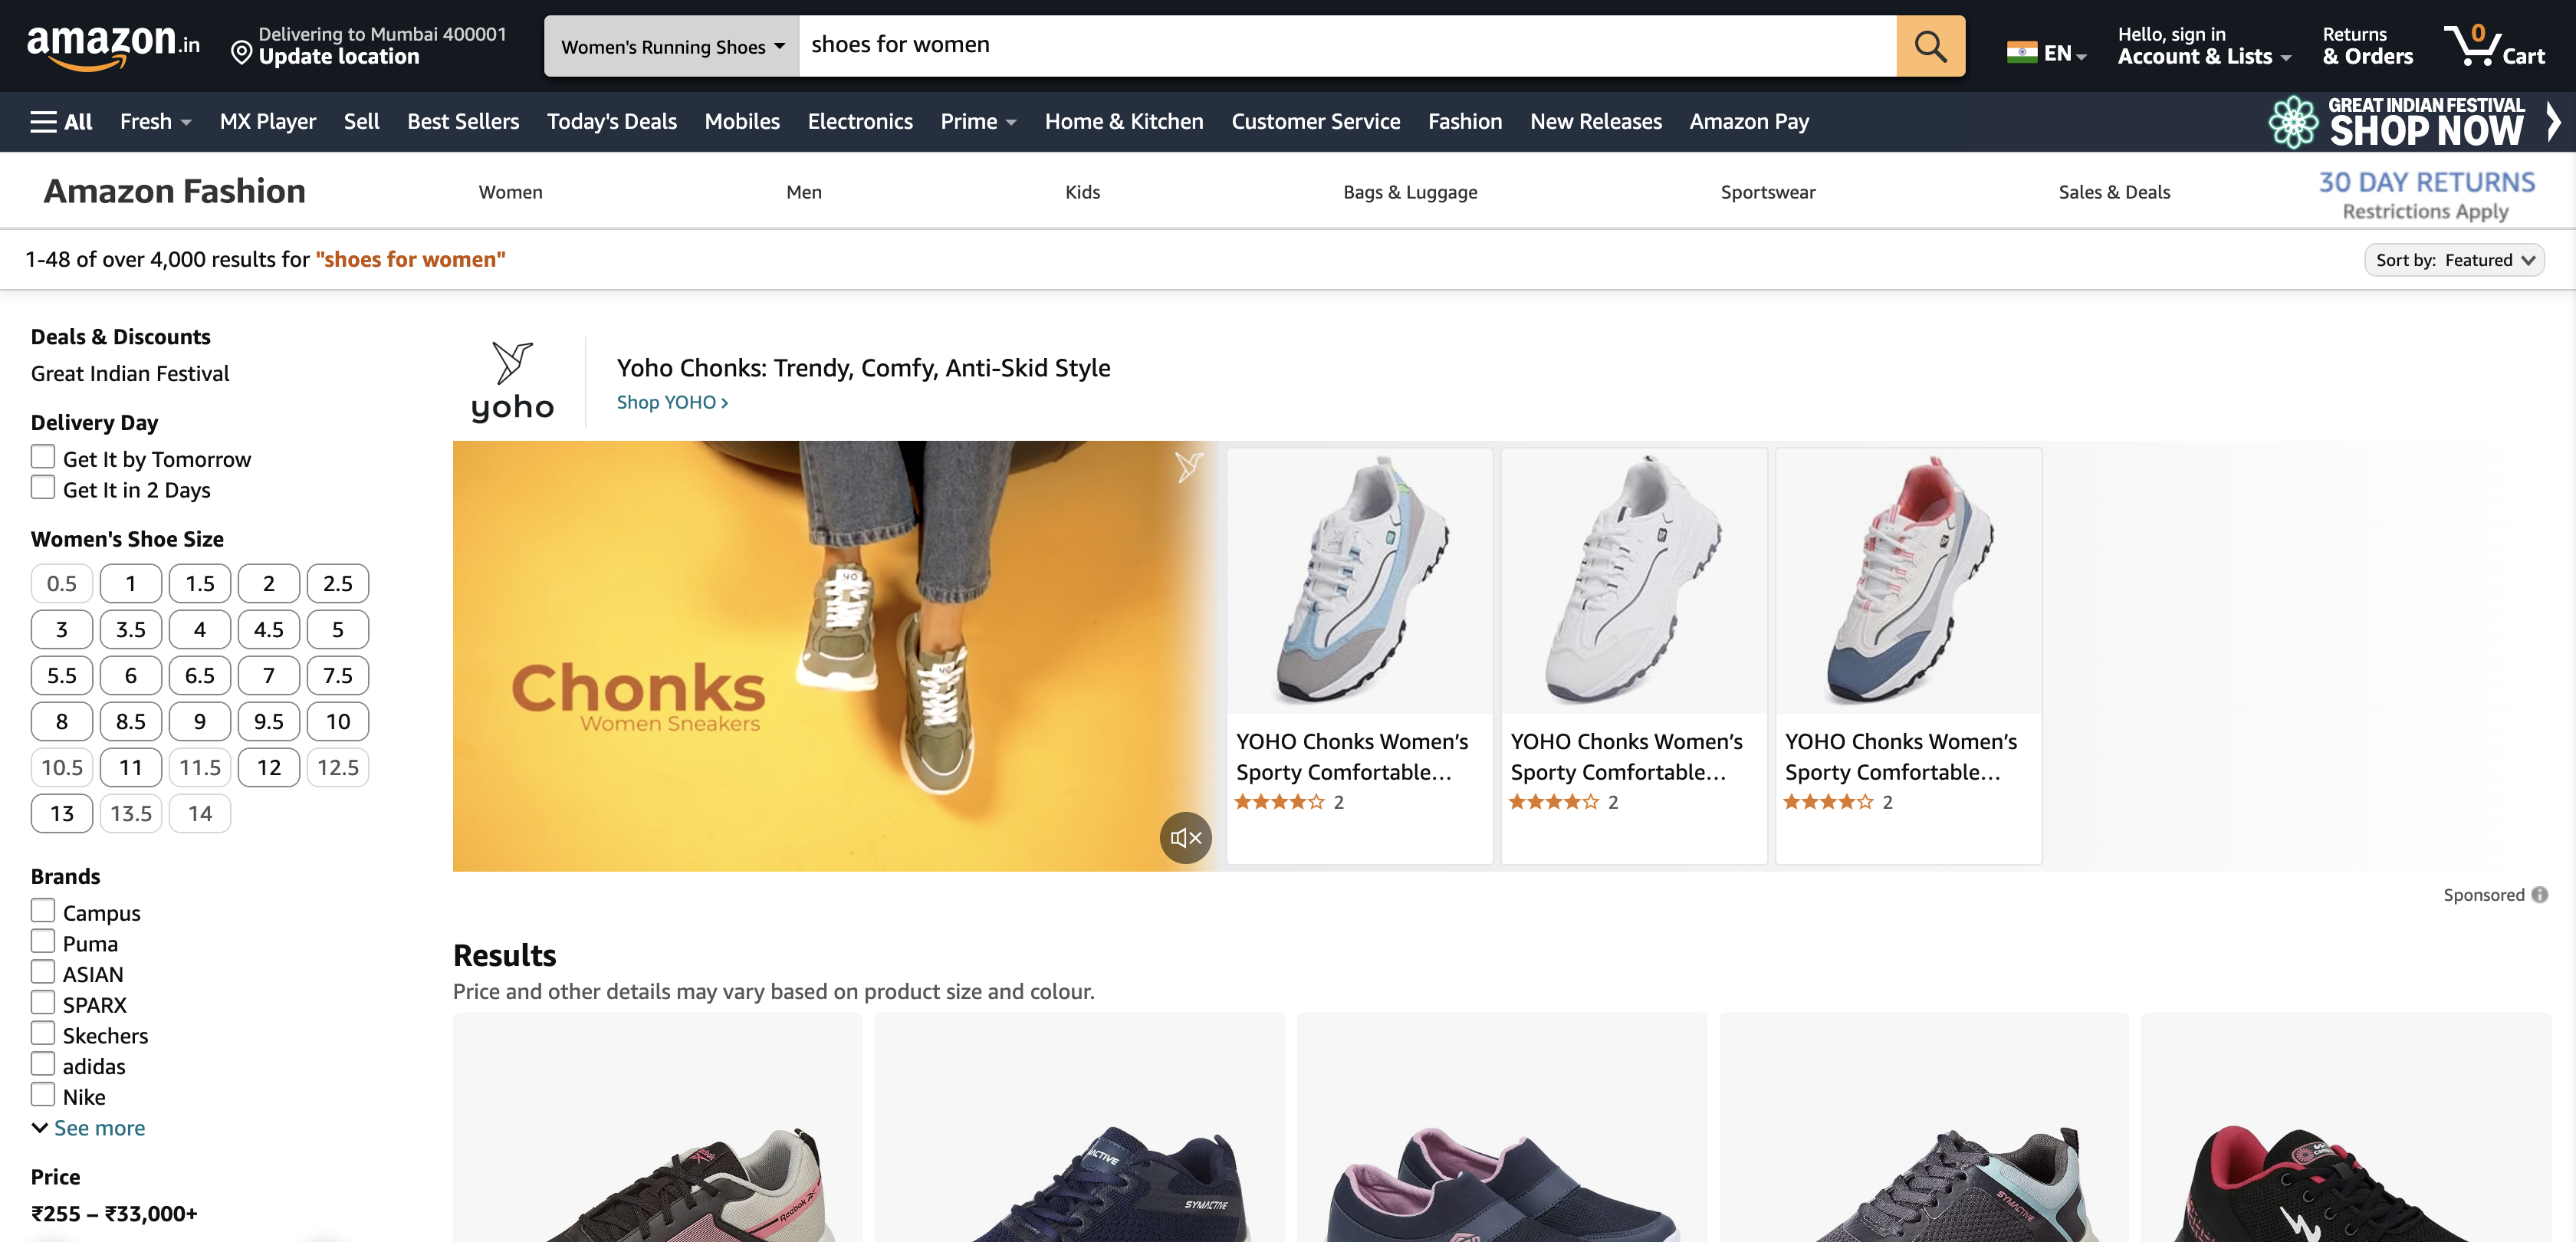 amazon.in
Delivering to Mumbai 400001
Update location
Women's Running Shoes
shoes for women
EN
Hello, sign in
Account & Lists
Returns
& Orders
0
Cart
All
Fresh
MX Player
Sell
Best Sellers
Today's Deals
Mobiles
Electronics
Prime
Home & Kitchen
Customer Service
Fashion
New Releases
Amazon Pay
GREAT INDIAN FESTIVAL
SHOP NOW
Amazon Fashion
Women
Men
Kids
Bags & Luggage
Sportswear
Sales & Deals
30 DAY RETURNS
Restrictions Apply
1-48 of over 4,000 results for "shoes for women"
Sort by: Featured
Deals & Discounts
Great Indian Festival
Delivery Day
Get It by Tomorrow
Get It in 2 Days
Women's Shoe Size
0.5 1 1.5 2 2.5
3 3.5 4 4.5 5
5.5 6 6.5 7 7.5
8 8.5 9 9.5 10
10.5 11 11.5 12 12.5
13 13.5 14
Brands
Campus
Puma
ASIAN
SPARX
Skechers
adidas
Nike
See more
Price
₹255 – ₹33,000+
yoho
Yoho Chonks: Trendy, Comfy, Anti-Skid Style
Shop YOHO ›
YO
YO
Chonks
Women Sneakers
YOHO Chonks Women's
Sporty Comfortable...
2
YOHO Chonks Women's
Sporty Comfortable...
2
YOHO Chonks Women's
Sporty Comfortable...
2
Sponsored
Results
Price and other details may vary based on product size and colour.
Reebok
SYMACTIVE
SYMACTIVE